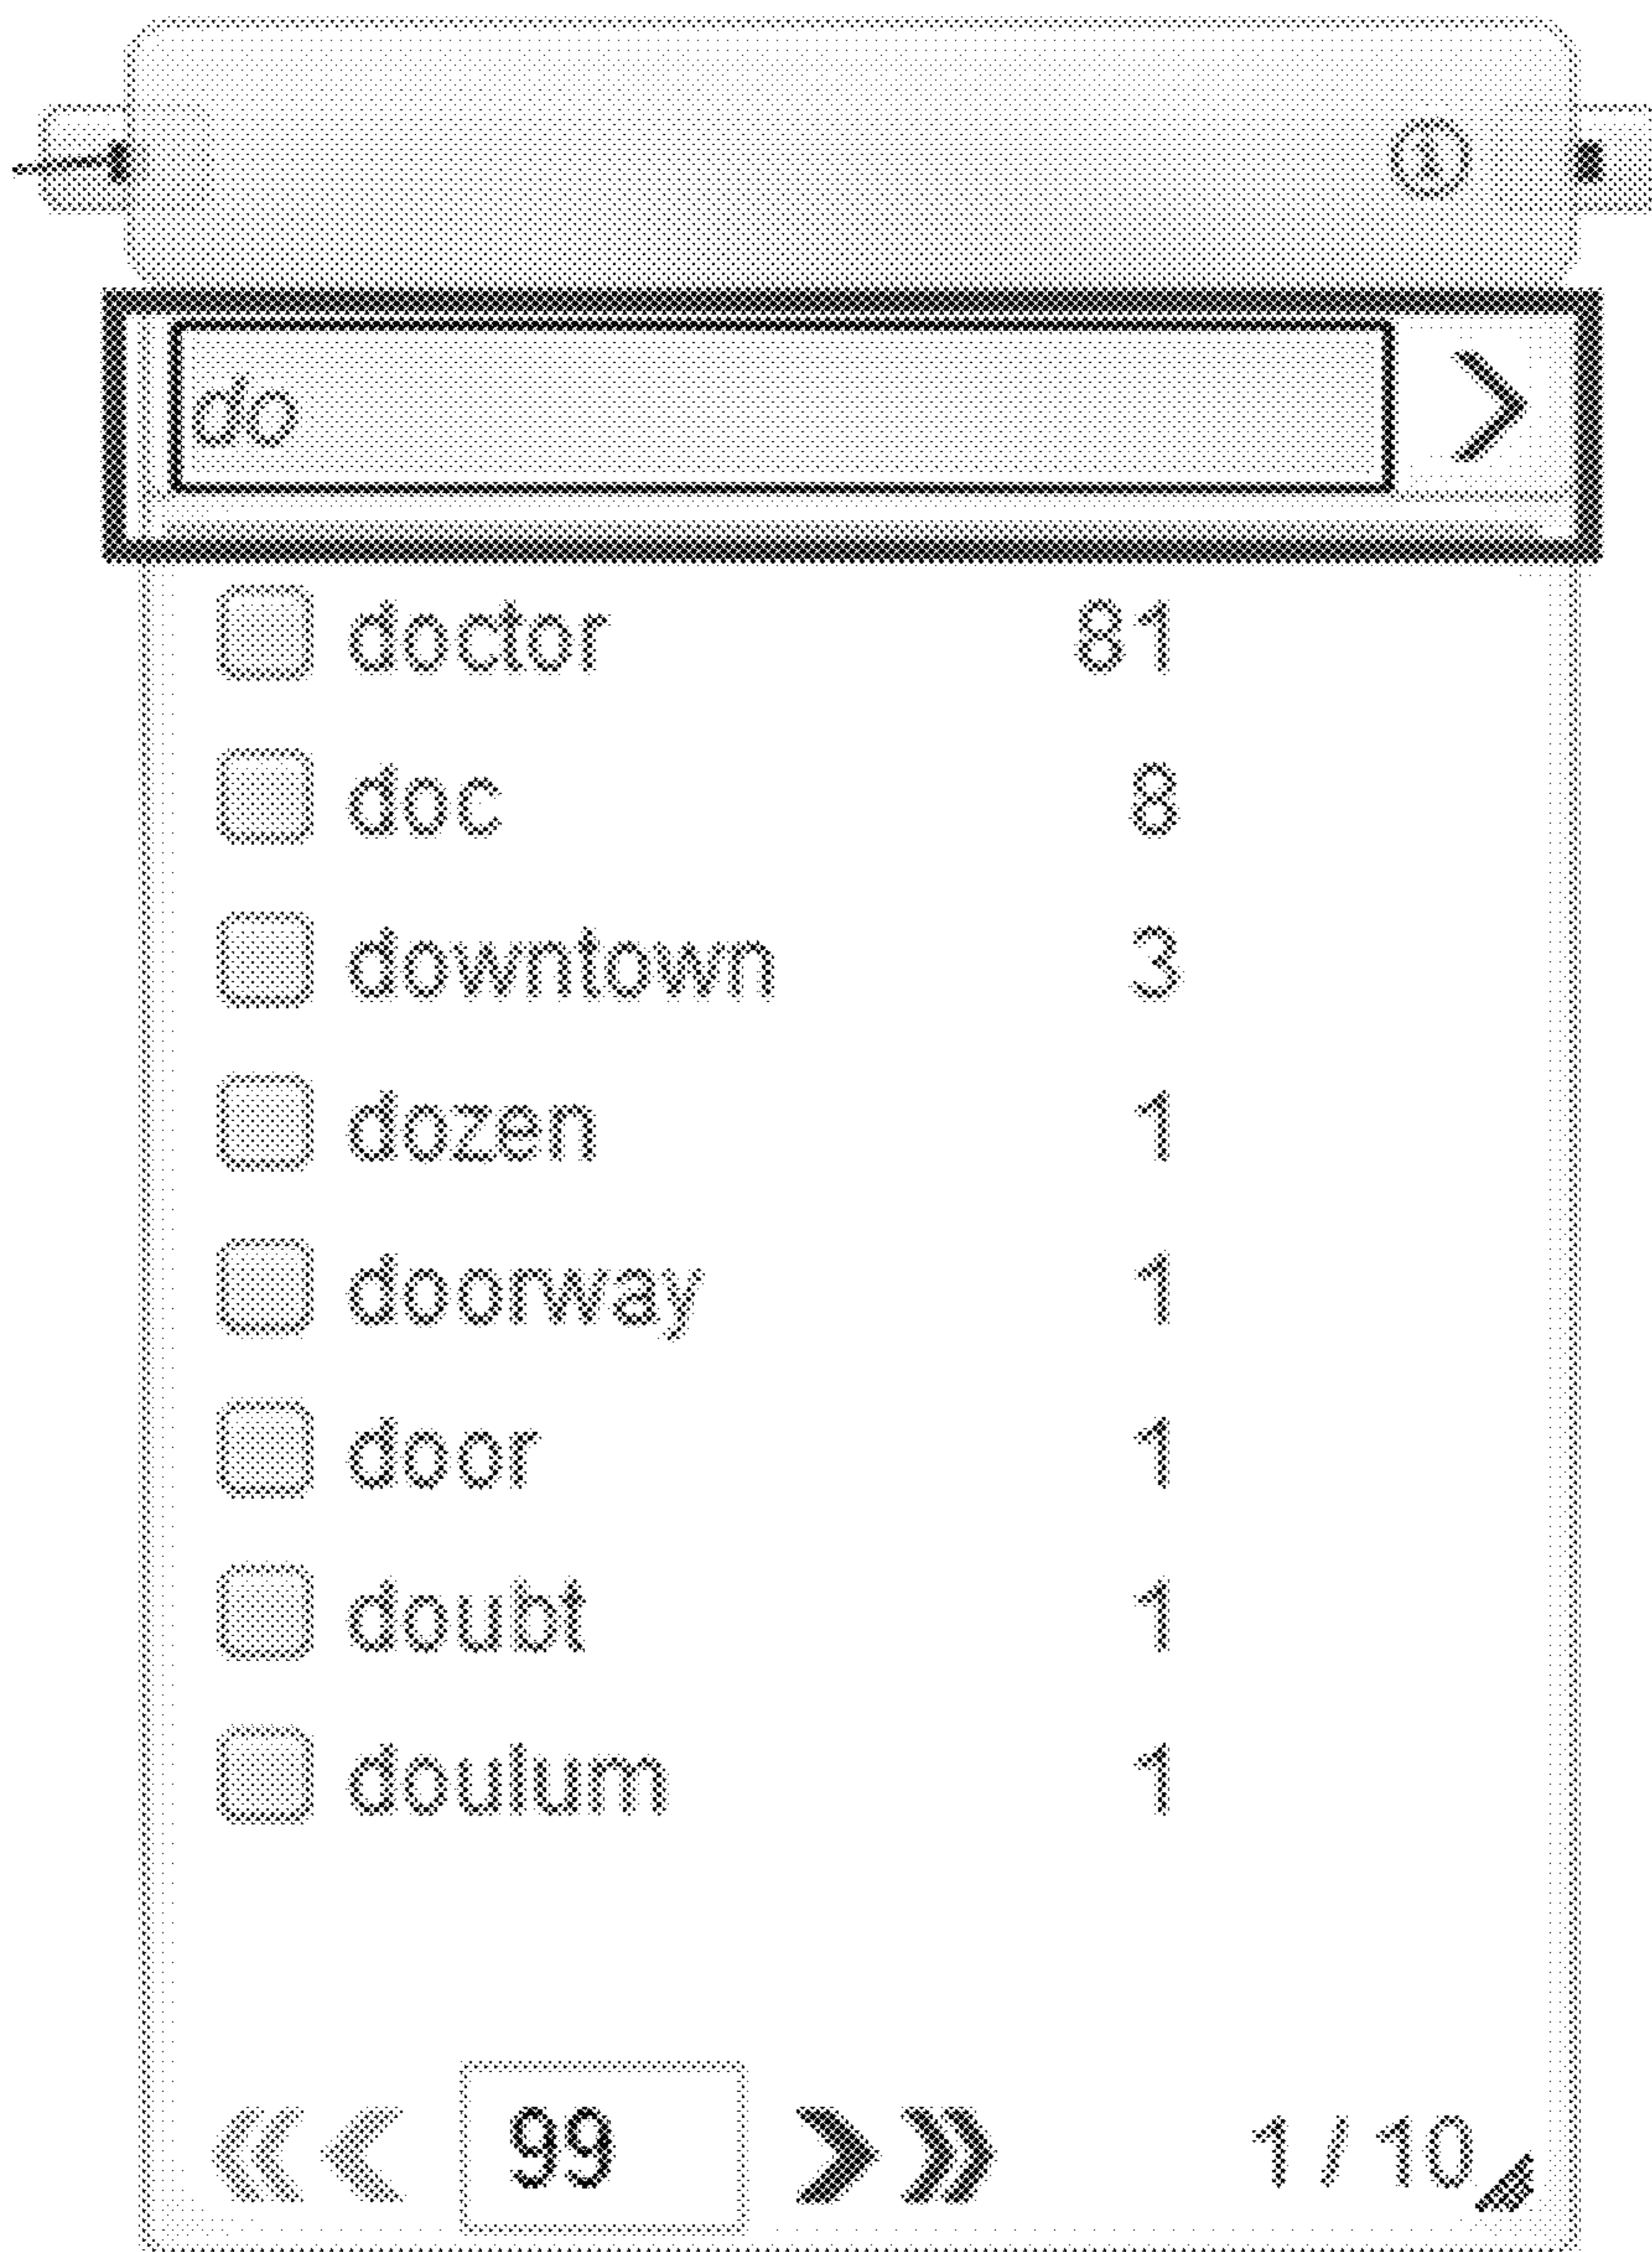 i
do
doctor 81
doc 8
downtown 3
dozen 1
doorway 1
door 1
doubt 1
doulum 1
99 1 / 10